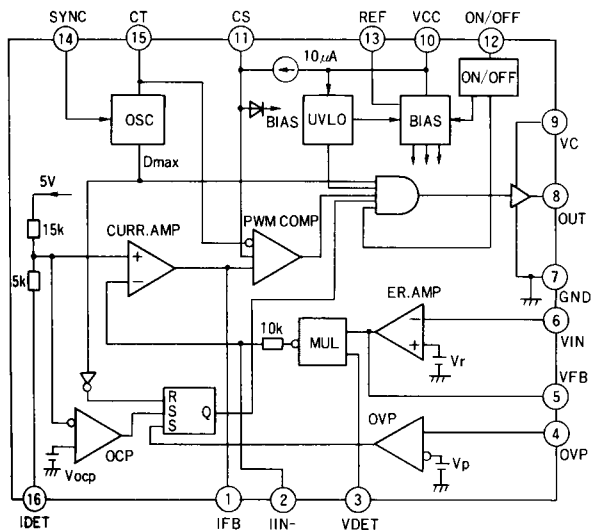 SYNC CT CS REF VCC ON/OFF
14 15 11 13 10 12
10μA
ON/OFF
OSC
BIAS
UVLO
BIAS
9
VC
Dmax
5V
8
OUT
15k
CURR.AMP
PWM COMP
+
−
5k
7
GND
ER.AMP
6
VIN
10k
MUL
−
+
Vr
VFB
5
R
S
S
Q
OVP
4
OVP
Vocp
OCP
Vp
16 1 2 3
IDET IFB IIN- VDET